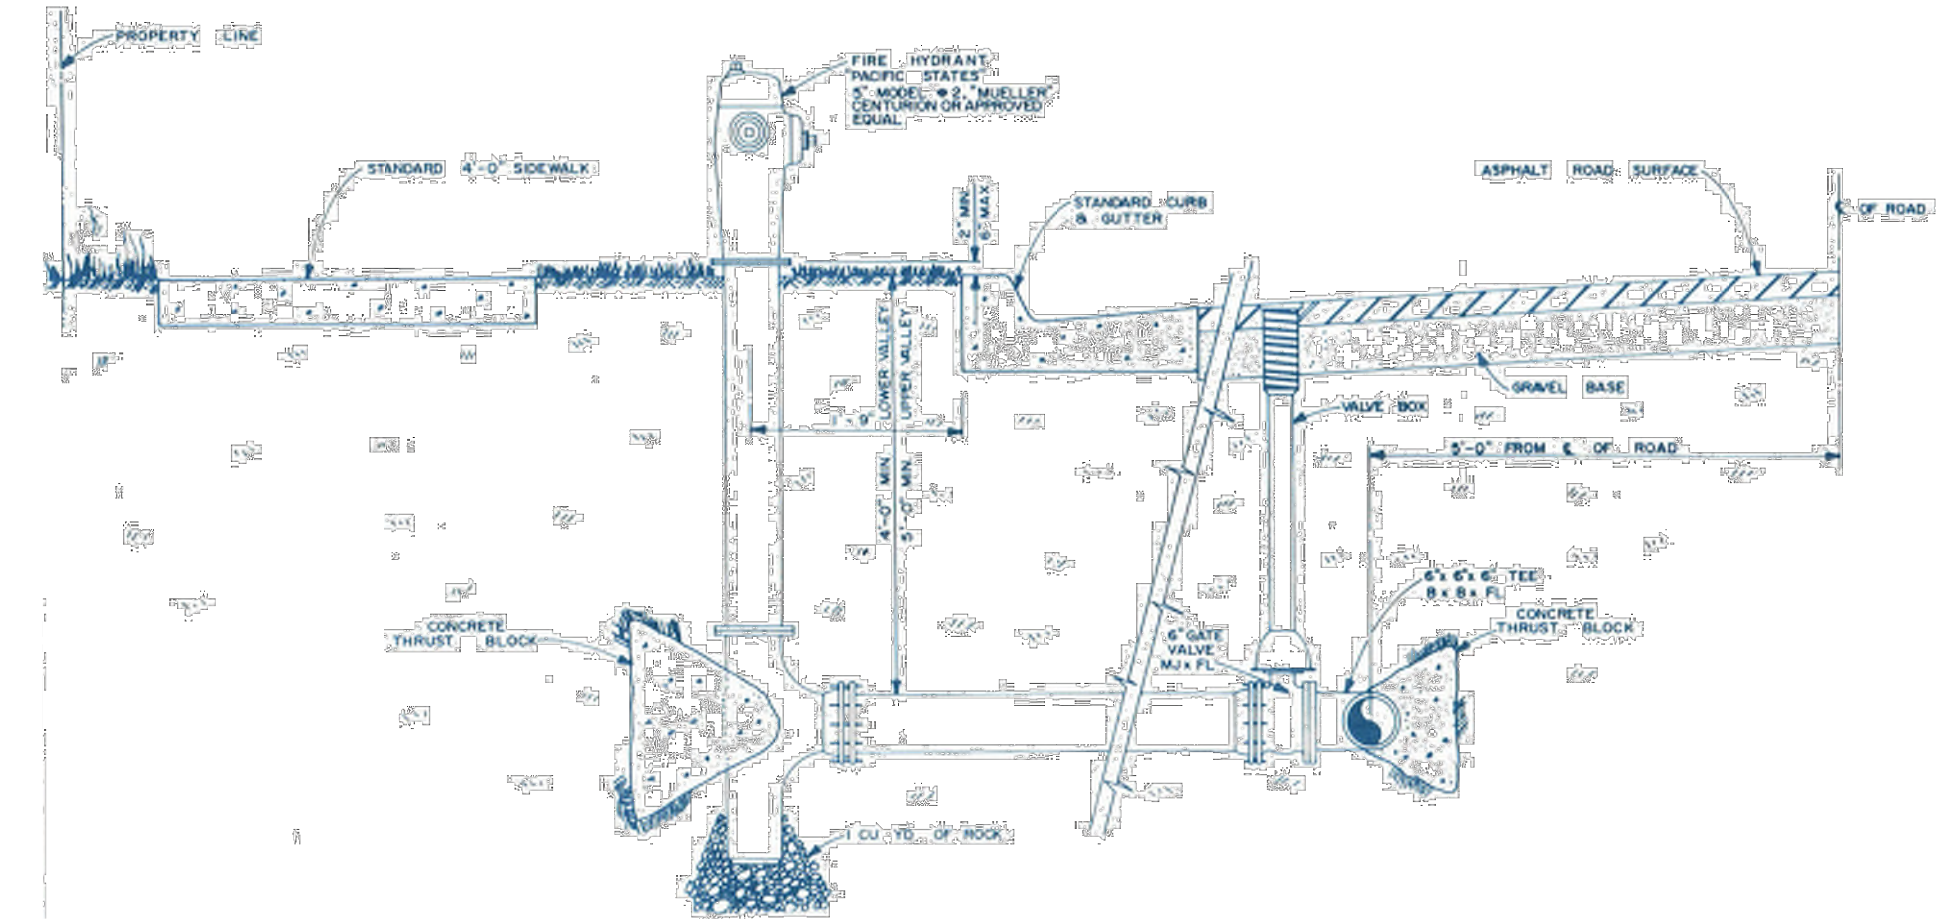 PROPERTY LINE
FIRE HYDRANT
"PACIFIC STATES"
5" MODEL # 2, "MUELLER"
CENTURION OR APPROVED
EQUAL
STANDARD 4'-0" SIDEWALK
2" MIN
6" MAX
STANDARD CURB
& GUTTER
ASPHALT ROAD SURFACE
OF ROAD
GRAVEL BASE
VALVE BOX
4'-0" MIN LOWER VALLEY
5'-0" MIN. UPPER VALLEY
5'-0" FROM ℄ OF ROAD
6"x 6"x 6" TEE
CONCRETE
THRUST BLOCK
CONCRETE
THRUST BLOCK
6" GATE
VALVE
MJ x FL
1 CU YD. OF ROCK